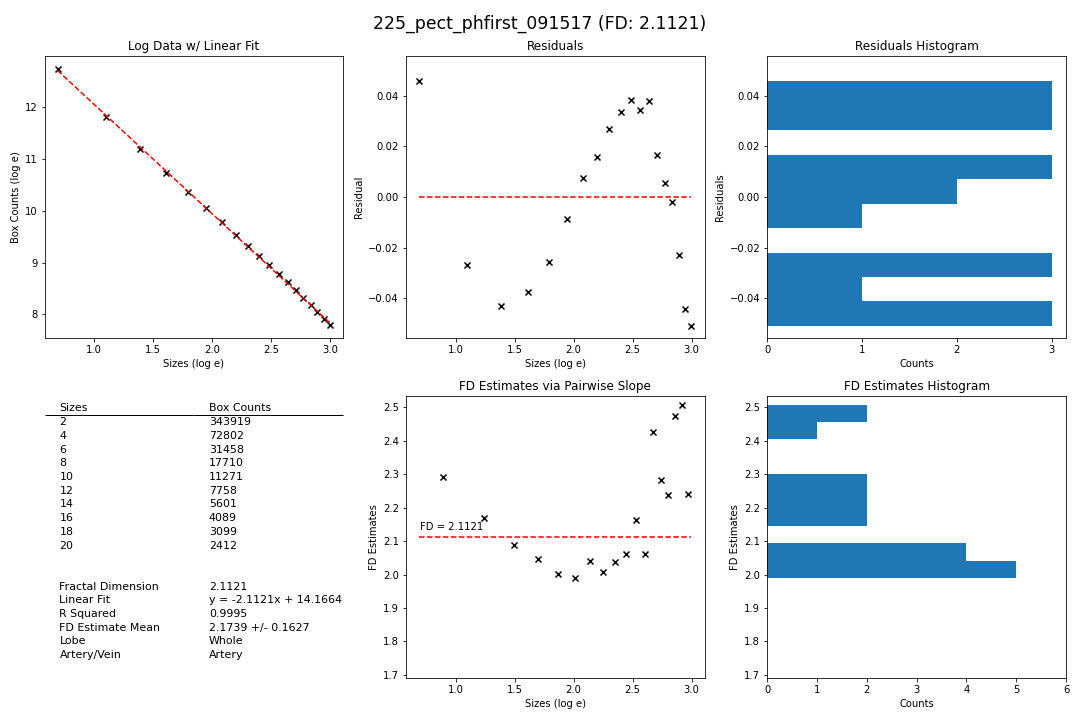 225_pect_phfirst_091517 (FD: 2.1121)
Log Data w/ Linear Fit
Box Counts (log e)
12
11
10
9
8
1.0 1.5 2.0 2.5 3.0
Sizes (log e)
Residuals
Residual
0.04
0.02
0.00
−0.02
−0.04
1.0 1.5 2.0 2.5 3.0
Sizes (log e)
Residuals Histogram
Residuals
0.04
0.02
0.00
−0.02
−0.04
0 1 2 3
Counts
Sizes Box Counts
2 343919
4 72802
6 31458
8 17710
10 11271
12 7758
14 5601
16 4089
18 3099
20 2412
Fractal Dimension 2.1121
Linear Fit y = -2.1121x + 14.1664
R Squared 0.9995
FD Estimate Mean 2.1739 +/- 0.1627
Lobe Whole
Artery/Vein Artery
FD Estimates via Pairwise Slope
FD Estimates
2.5
2.4
2.3
2.2
2.1
2.0
1.9
1.8
1.7
FD = 2.1121
1.0 1.5 2.0 2.5 3.0
Sizes (log e)
FD Estimates Histogram
FD Estimates
2.5
2.4
2.3
2.2
2.1
2.0
1.9
1.8
1.7
0 1 2 3 4 5 6
Counts